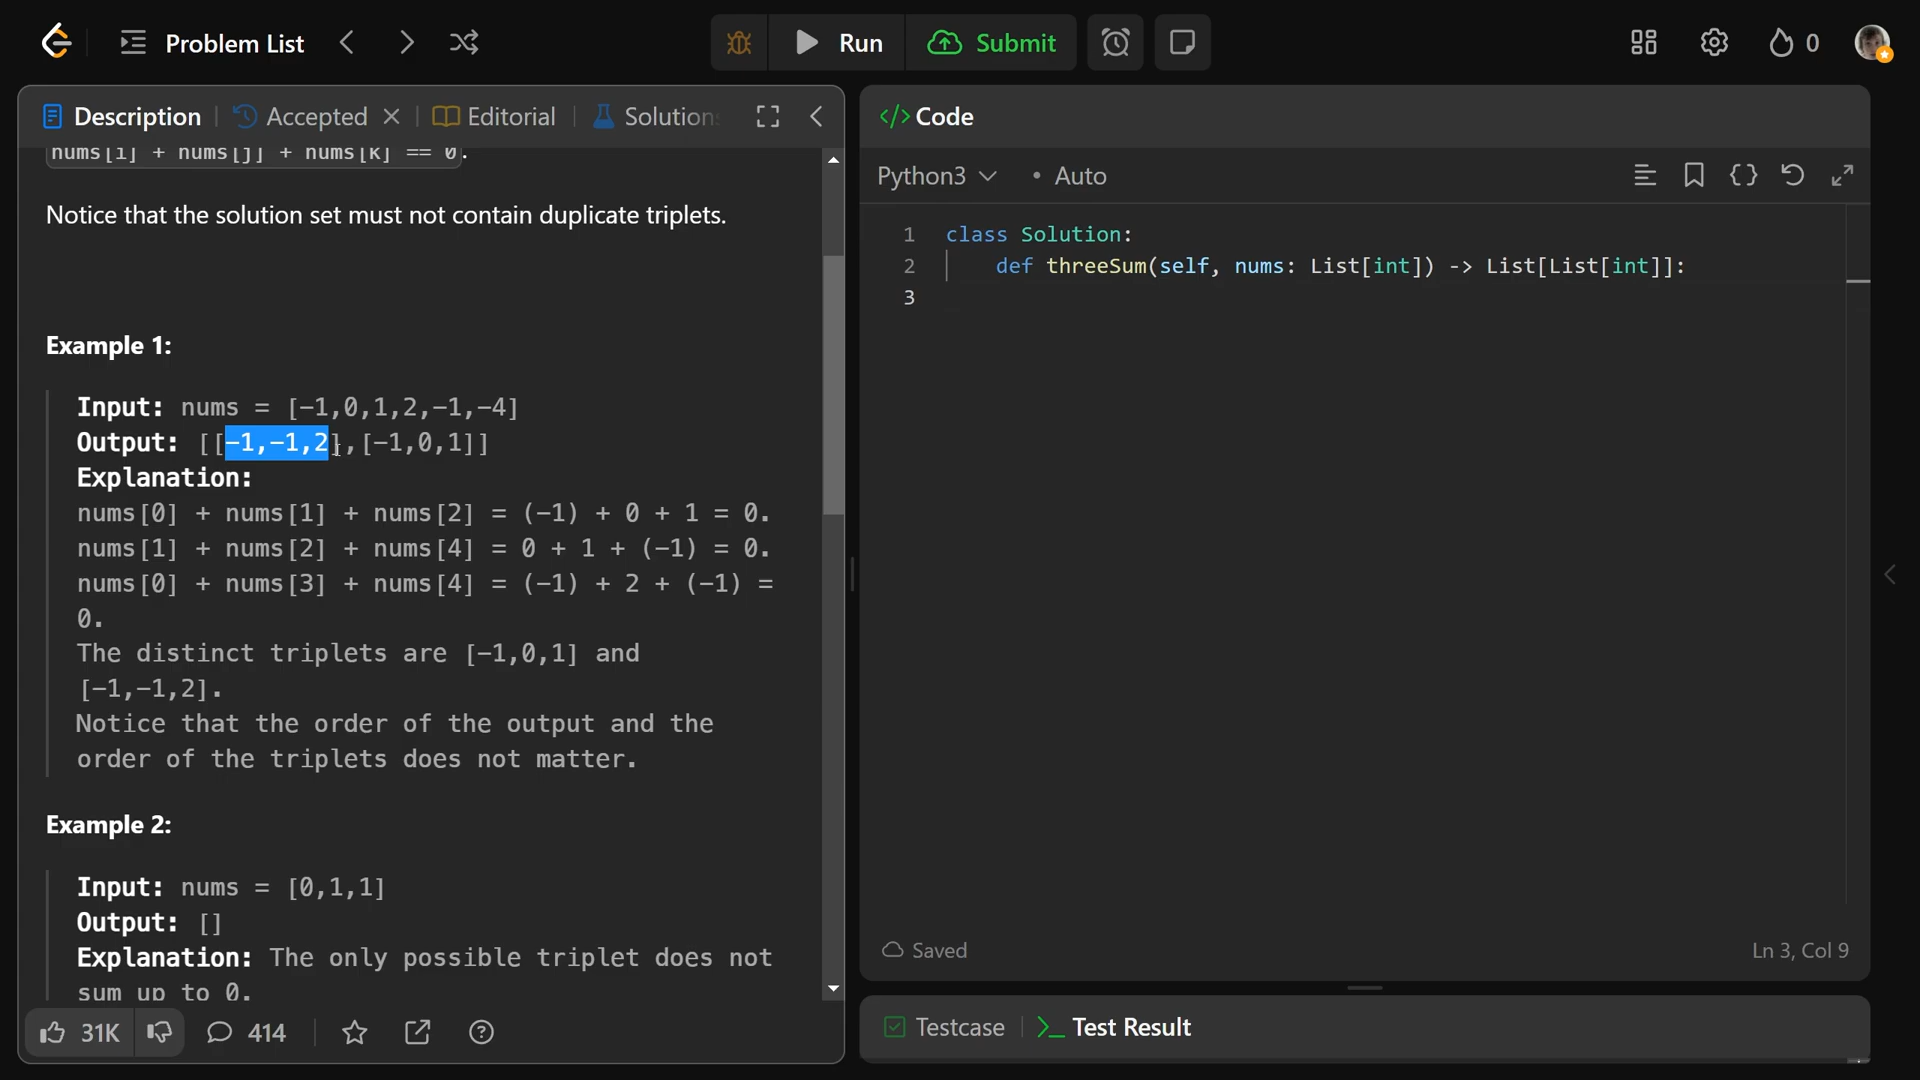 Problem List
Run
Submit
0
Description
Accepted
Editorial
Solution
nums[i] + nums[j] + nums[k] == 0.
Notice that the solution set must not contain duplicate triplets.
Example 1:
Input: nums = [-1,0,1,2,-1,-4]
Output: [[-1,-1,2],[-1,0,1]]
Explanation:
nums[0] + nums[1] + nums[2] = (-1) + 0 + 1 = 0.
nums[1] + nums[2] + nums[4] = 0 + 1 + (-1) = 0.
nums[0] + nums[3] + nums[4] = (-1) + 2 + (-1) =
0.
The distinct triplets are [-1,0,1] and
[-1,-1,2].
Notice that the order of the output and the
order of the triplets does not matter.
Example 2:
Input: nums = [0,1,1]
Output: []
Explanation: The only possible triplet does not
sum up to 0.
31K
414
</> Code
Python3
• Auto
1 class Solution:
2 def threeSum(self, nums: List[int]) -> List[List[int]]:
3
Saved
Ln 3, Col 9
Testcase
>_ Test Result